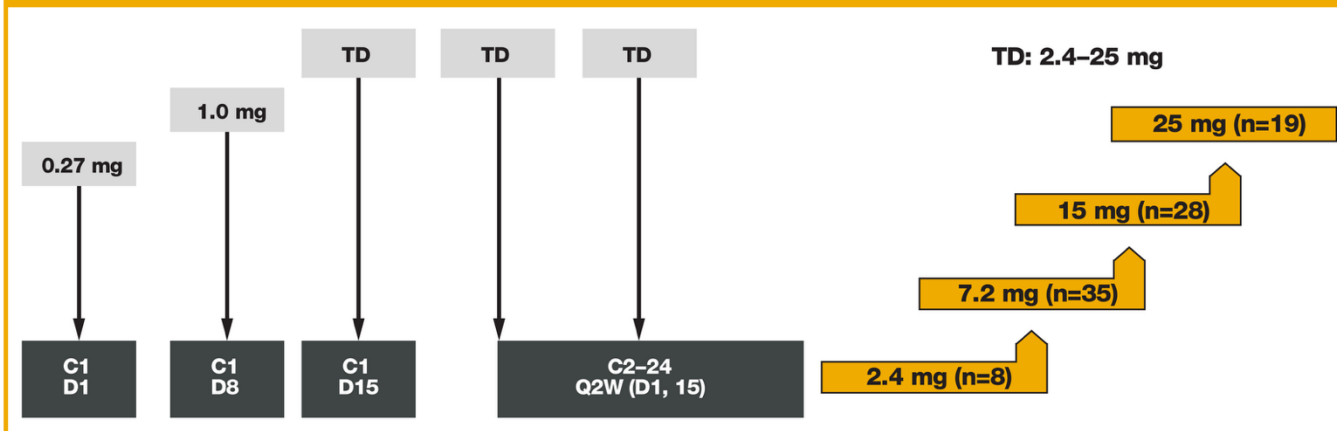 TD
TD
TD
TD: 2.4–25 mg
1.0 mg
25 mg (n=19)
0.27 mg
15 mg (n=28)
7.2 mg (n=35)
C1
D1
C1
D8
C1
D15
C2–24
Q2W (D1, 15)
2.4 mg (n=8)